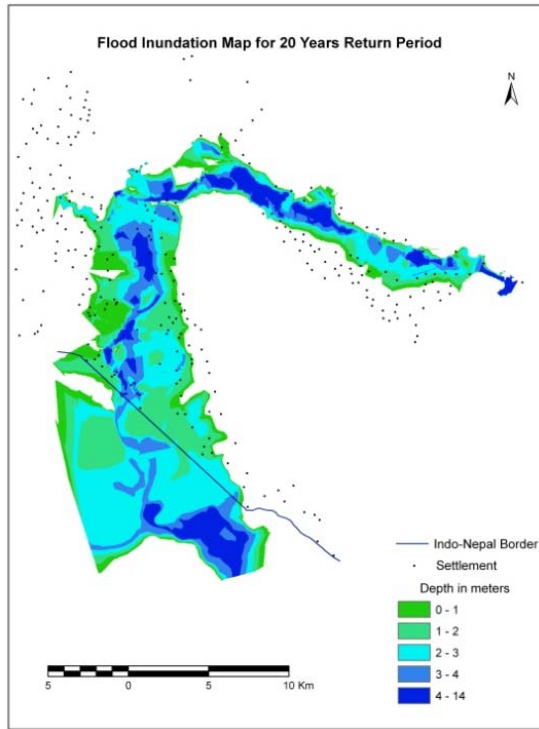 Flood Inundation Map for 20 Years Return Period
N
Indo-Nepal Border
Settlement
Depth in meters
0 - 1
1 - 2
2 - 3
3 - 4
4 - 14
5 0 5 10 Km